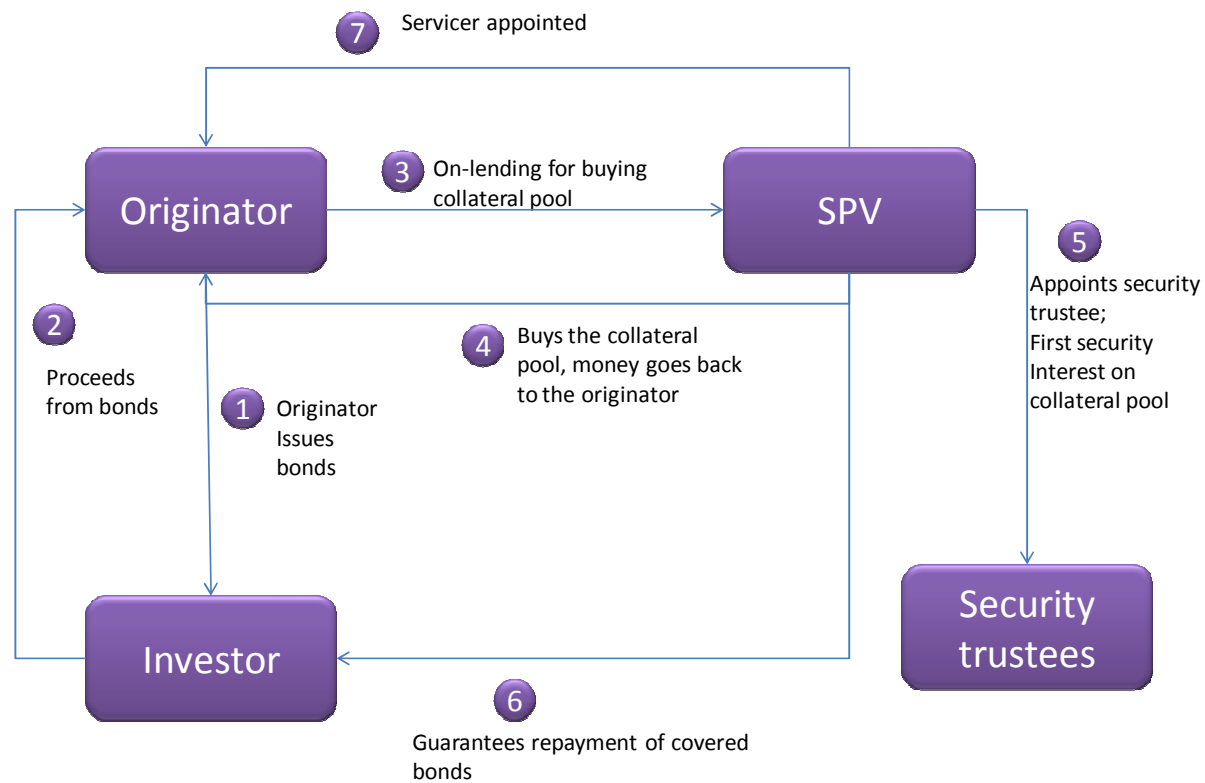 7
Servicer appointed
Originator
3
On-lending for buying
collateral pool
SPV
5
Appoints security
trustee;
First security
Interest on
collateral pool
2
Proceeds
from bonds
1
Originator
Issues
bonds
4
Buys the collateral
pool, money goes back
to the originator
Investor
Security
trustees
6
Guarantees repayment of covered
bonds